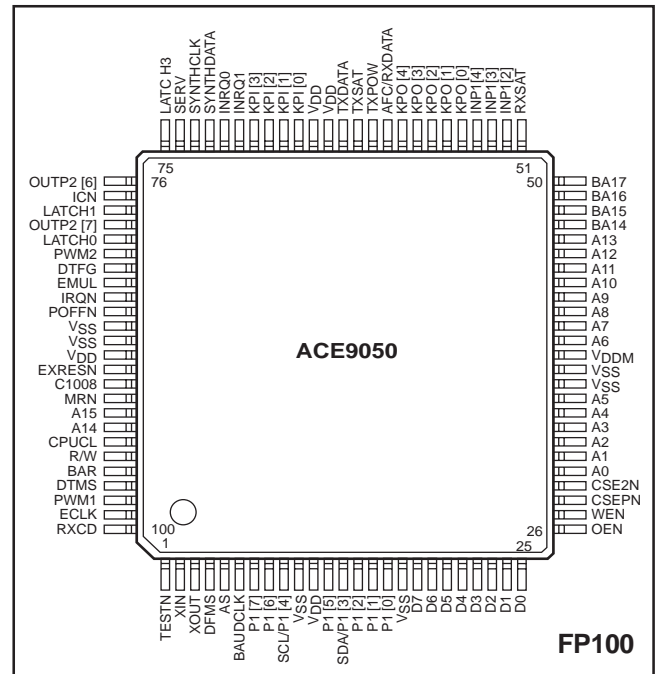 LATC H3
SERV
SYNTHCLK
SYNTHDATA
INRQ0
INRQ1
KPI [3]
KPI [2]
KPI [1]
KPI [0]
VDD
VDD
TXDATA
TXSAT
TXPOW
AFC/RXDATA
KPO [4]
KPO [3]
KPO [2]
KPO [1]
KPO [0]
INP1 [4]
INP1 [3]
INP1 [2]
RXSAT
75
51
76
50
OUTP2 [6]
ICN
LATCH1
OUTP2 [7]
LATCH0
PWM2
DTFG
EMUL
IRQN
POFFN
VSS
VSS
VDD
EXRESN
C1008
MRN
A15
A14
CPUCL
R/W
BAR
DTMS
PWM1
ECLK
RXCD
ACE9050
BA17
BA16
BA15
BA14
A13
A12
A11
A10
A9
A8
A7
A6
VDDM
VSS
VSS
A5
A4
A3
A2
A1
A0
CSE2N
CSEPN
WEN
OEN
100
26
1
25
TESTN
XIN
XOUT
DFMS
AS
BAUDCLK
P1 [7]
P1 [6]
SCL/P1 [4]
VSS
VDD
P1 [5]
SDA/P1 [3]
P1 [2]
P1 [1]
P1 [0]
VSS
D7
D6
D5
D4
D3
D2
D1
D0
FP100